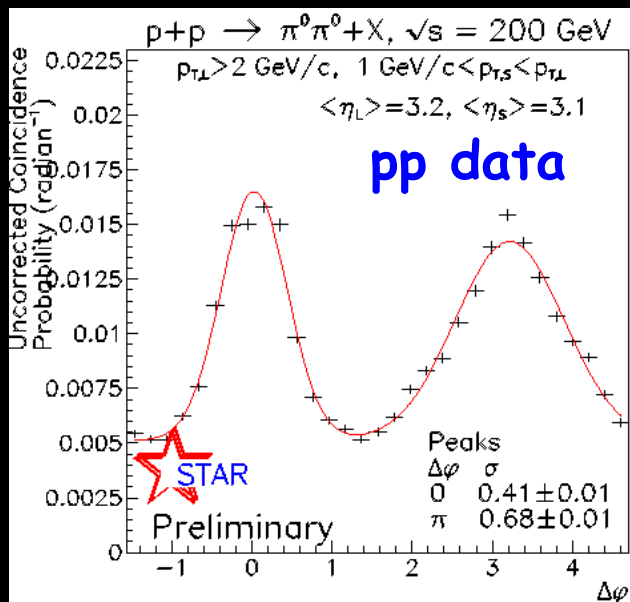 p+p → π⁰π⁰+X, √s = 200 GeV
p_T,L>2 GeV/c, 1 GeV/c<p_T,S<p_T,L
<η_L>=3.2, <η_S>=3.1
pp data
Uncorrected Coincidence
Probability (radian⁻¹)
0.0225
0.02
0.0175
0.015
0.0125
0.01
0.0075
0.005
0.0025
0
STAR
Preliminary
Peaks
Δφ σ
0 0.41±0.01
π 0.68±0.01
−1 0 1 2 3 4
Δφ